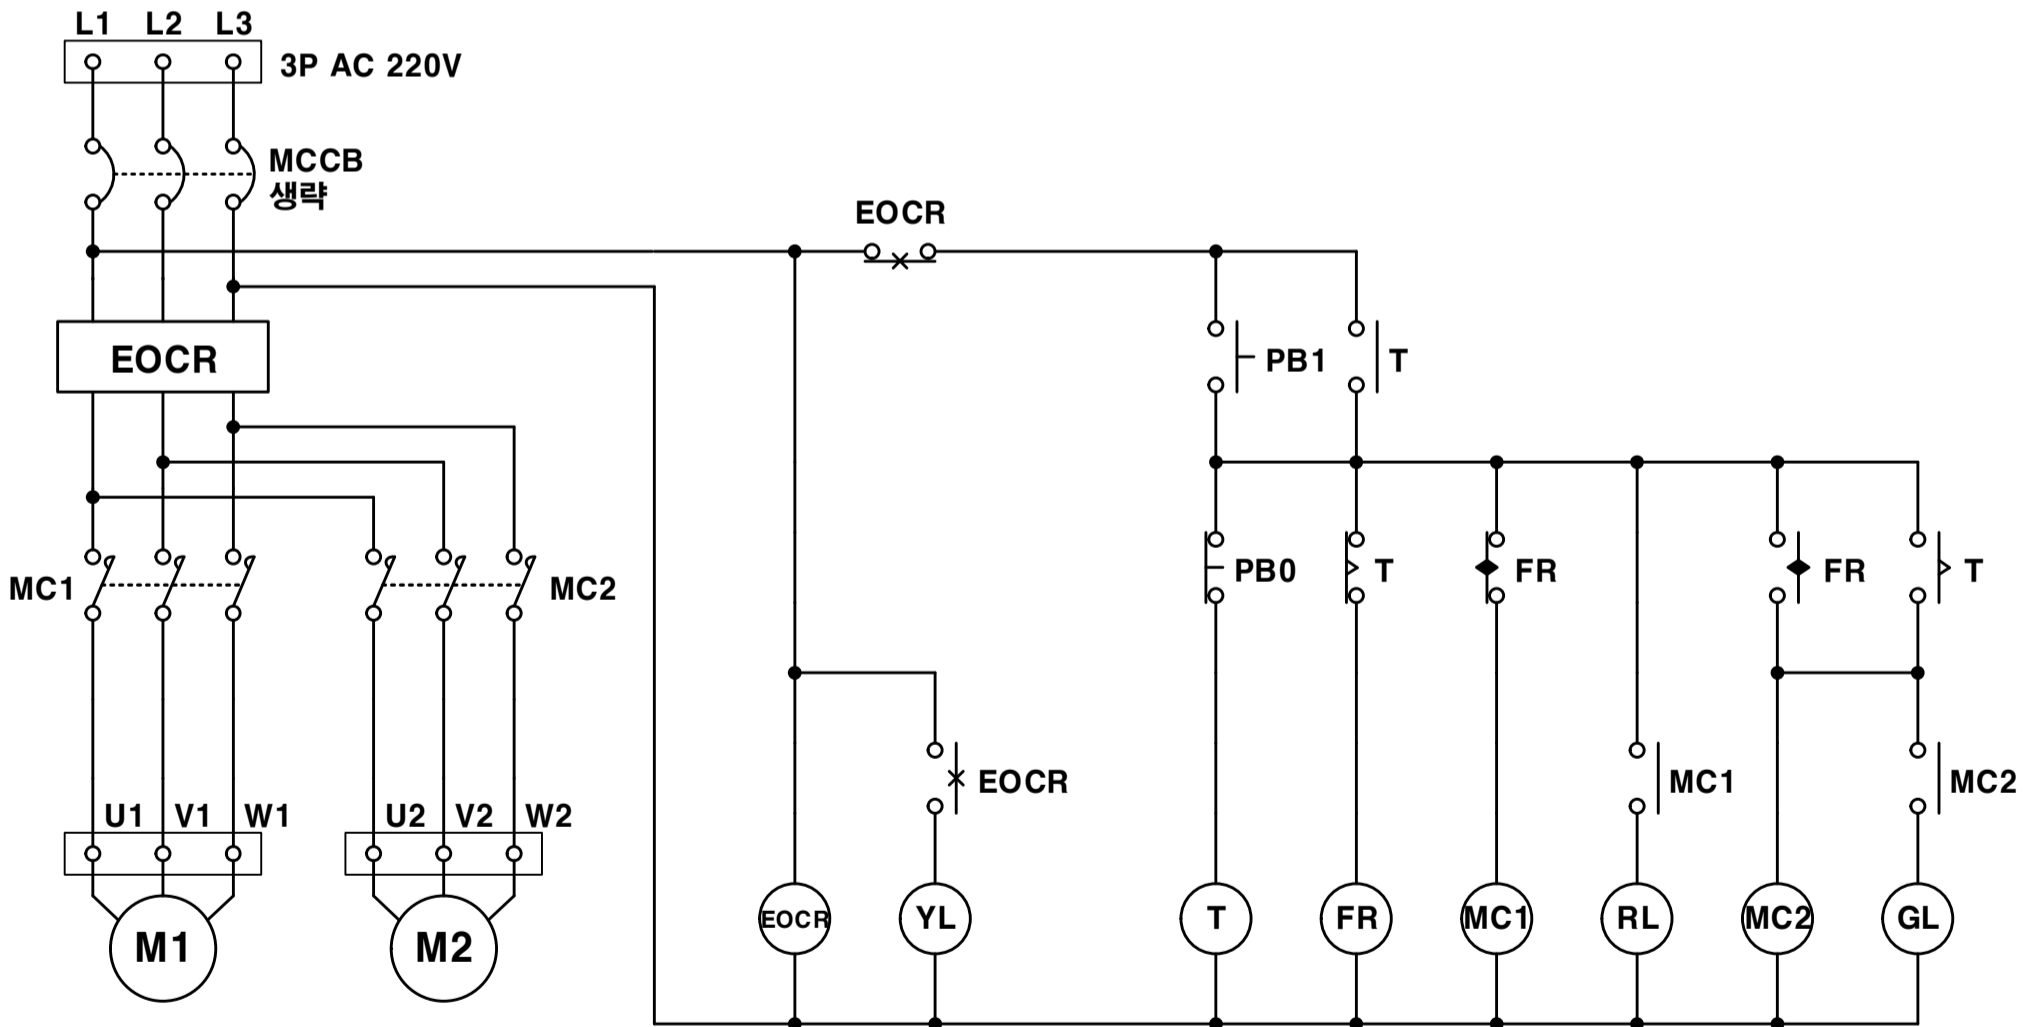 L1 L2 L3
3P AC 220V
MCCB
생략
EOCR
EOCR
PB1 T
MC1 MC2
PB0 T FR FR T
EOCR MC1 MC2
U1 V1 W1 U2 V2 W2
M1 M2
EOCR YL T FR MC1 RL MC2 GL